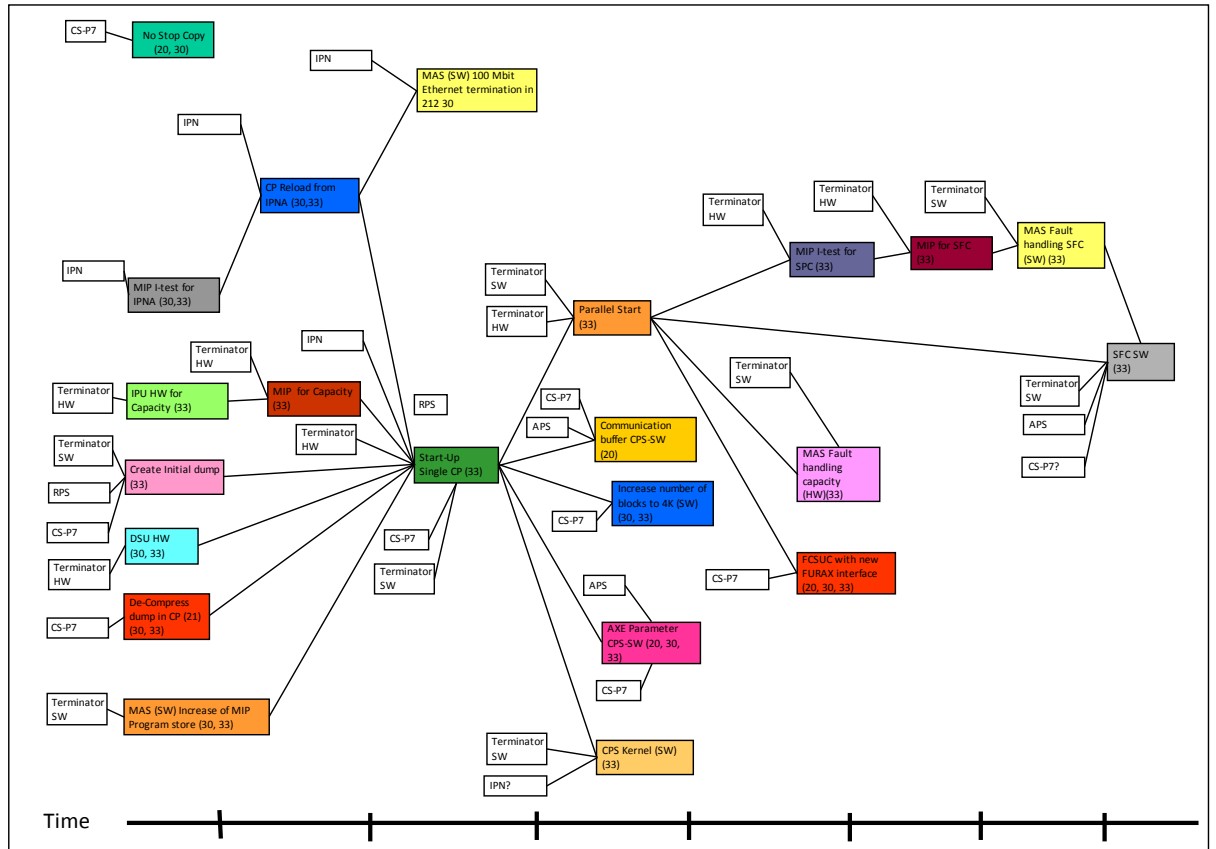 CS-P7
No Stop Copy
(20, 30)
IPN
MAS (SW) 100 Mbit
Ethernet termination in
212 30
IPN
CP Reload from
IPNA (30,33)
Terminator
HW
Terminator
HW
Terminator
SW
MIP I-test for
SPC (33)
MIP for SFC
(33)
MAS Fault
handling SFC
(SW) (33)
IPN
MIP I-test for
IPNA (30,33)
Terminator
SW
Terminator
HW
Parallel Start
(33)
IPN
Terminator
HW
Terminator
HW
IPU HW for
Capacity (33)
MIP  for Capacity
(33)
Terminator
HW
RPS
Terminator
SW
SFC SW
(33)
Terminator
SW
APS
CS-P7?
CS-P7
APS
Communication
buffer CPS-SW
(20)
Terminator
SW
RPS
CS-P7
Create Initial dump
(33)
Start-Up
Single CP (33)
MAS Fault
handling
capacity
(HW)(33)
Increase number of
blocks to 4K (SW)
(30, 33)
CS-P7
DSU HW
(30, 33)
Terminator
HW
CS-P7
Terminator
SW
CS-P7
FCSUC with new
FURAX interface
(20, 30, 33)
APS
De-Compress
dump in CP (21)
(30, 33)
CS-P7
AXE Parameter
CPS-SW (20, 30,
33)
CS-P7
Terminator
SW
MAS (SW) Increase of MIP
Program store (30, 33)
Terminator
SW
IPN?
CPS Kernel (SW)
(33)
Time